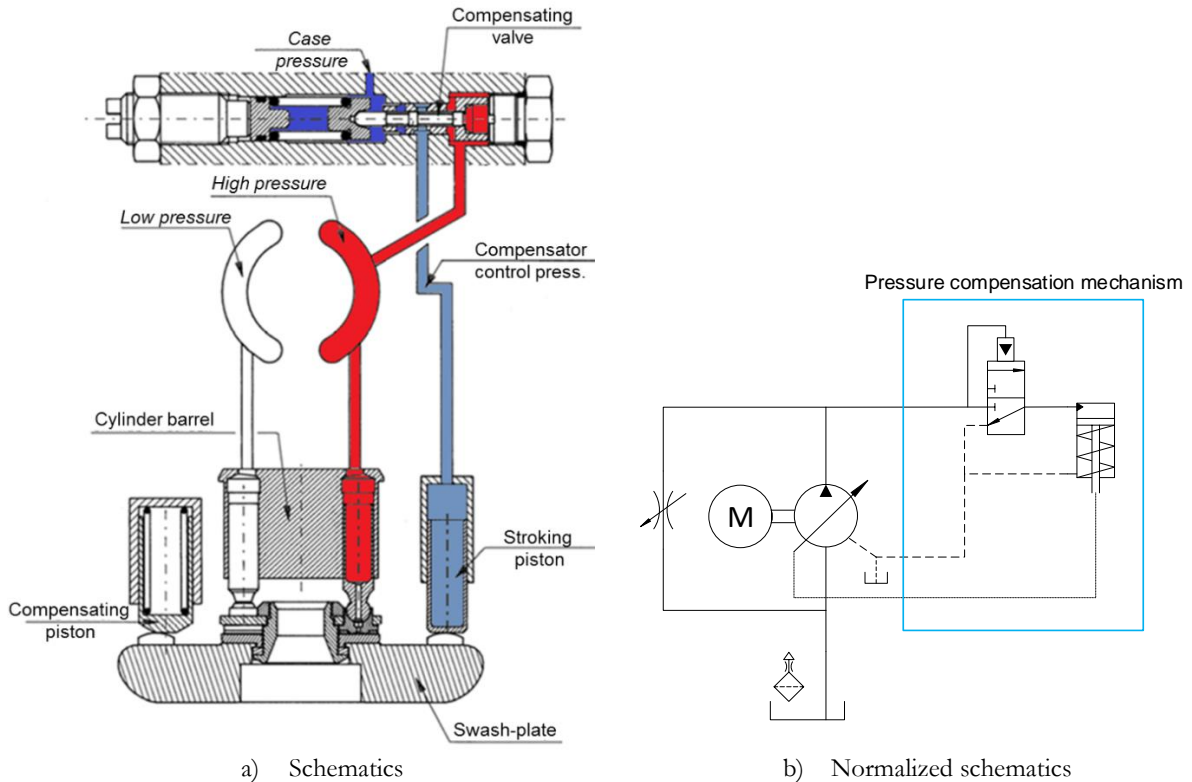 Case
pressure
Compensating
valve
High pressure
Low pressure
Compensator
control press.
Cylinder barrel
Stroking
piston
Compensating
piston
Swash-plate
a) Schematics
Pressure compensation mechanism
M
b) Normalized schematics